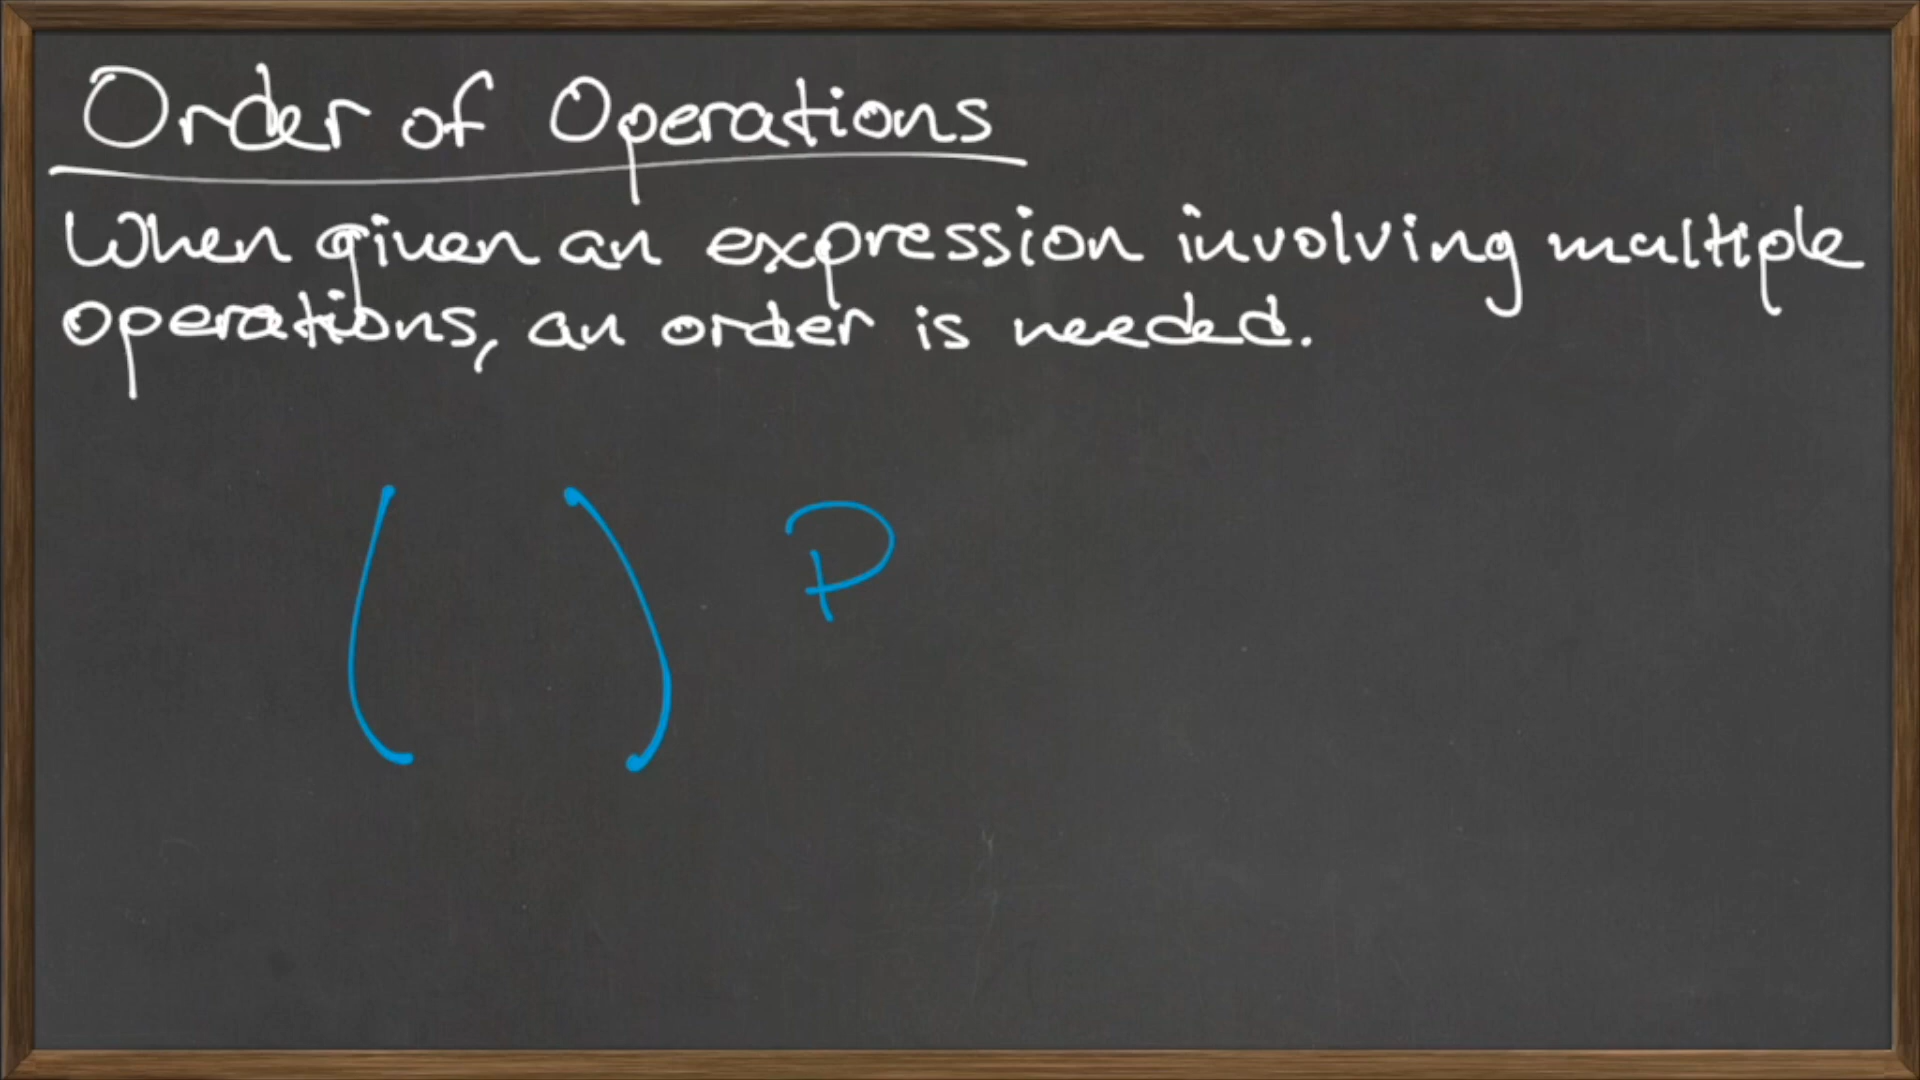 Order of Operations
When given an expression involving multiple
operations, an order is needed.
( ) P